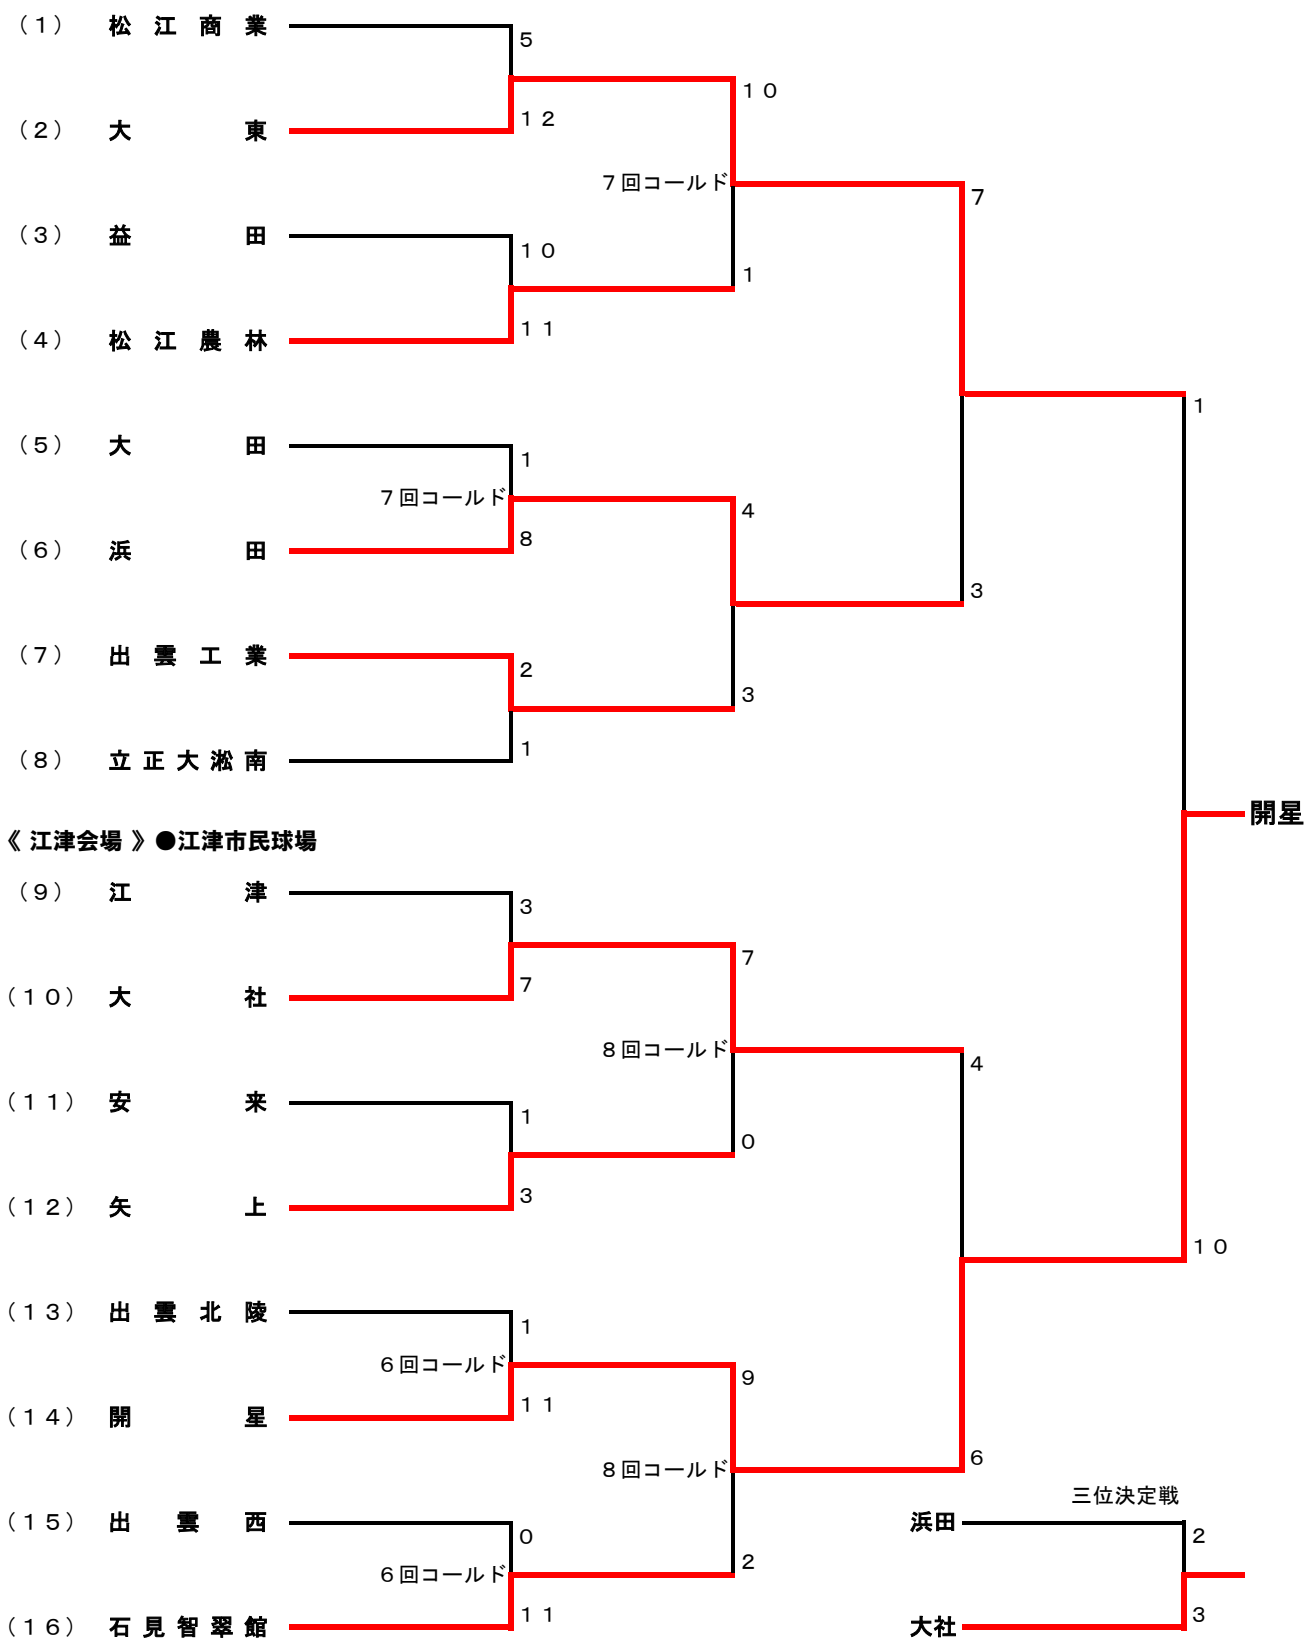 （１） 松江商業
5
１０
（２） 大東
１２
７回コールド
7
（３） 益田
１０
1
（４） 松江農林
１１
1
（５） 大田
1
７回コールド
4
（６） 浜田
8
3
（７） 出雲工業
2
3
（８） 立正大淞南
1
開星
《 江津会場 》●江津市民球場
（９） 江津
3
7
（１０） 大社
7
８回コールド
4
（１１） 安来
1
0
（１２） 矢上
3
１０
（１３） 出雲北陵
1
６回コールド
9
（１４） 開星
１１
８回コールド
6
三位決定戦
（１５） 出雲西
0
浜田
2
６回コールド
2
（１６） 石見智翠館
１１
大社
3